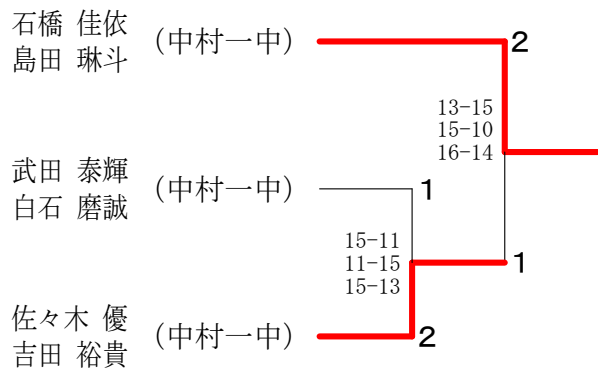 石橋 佳依
島田 琳斗
(中村一中)
2
13-15
15-10
16-14
武田 泰輝
白石 磨誠
(中村一中)
1
15-11
11-15
15-13
1
佐々木 優
吉田 裕貴
(中村一中)
2